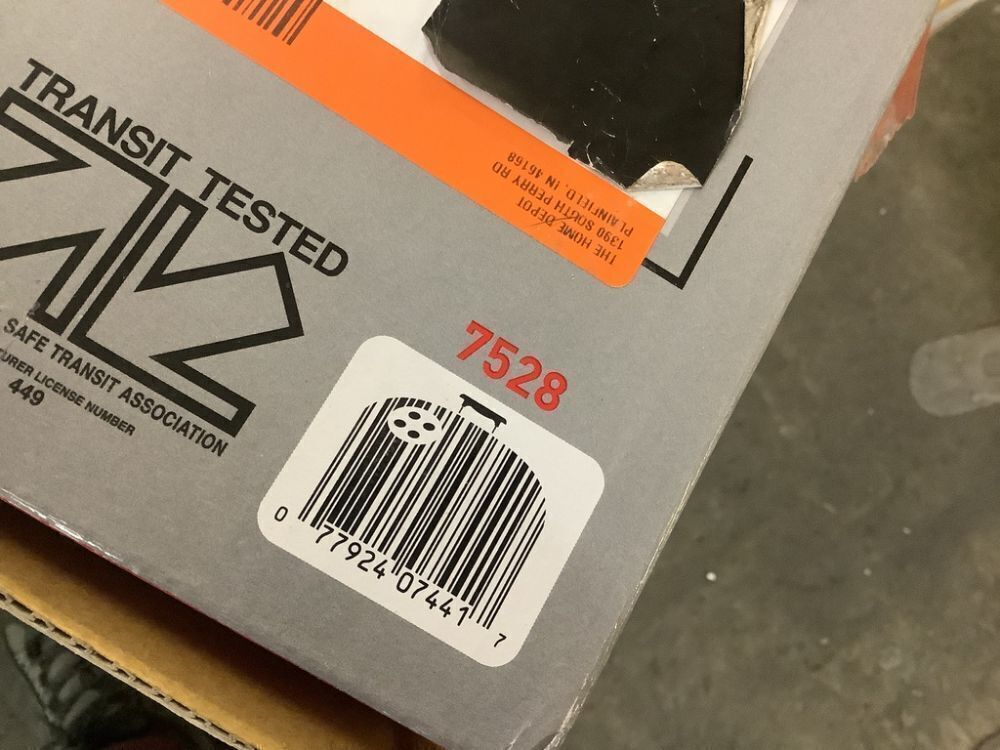 TRANSIT TESTED
SAFE TRANSIT ASSOCIATION
LICENSE NUMBER
449
THE HOME DEPOT
1390 SOUTH PERRY RD
PLAINFIELD, IN 46168
7528
0 77924 07441 7